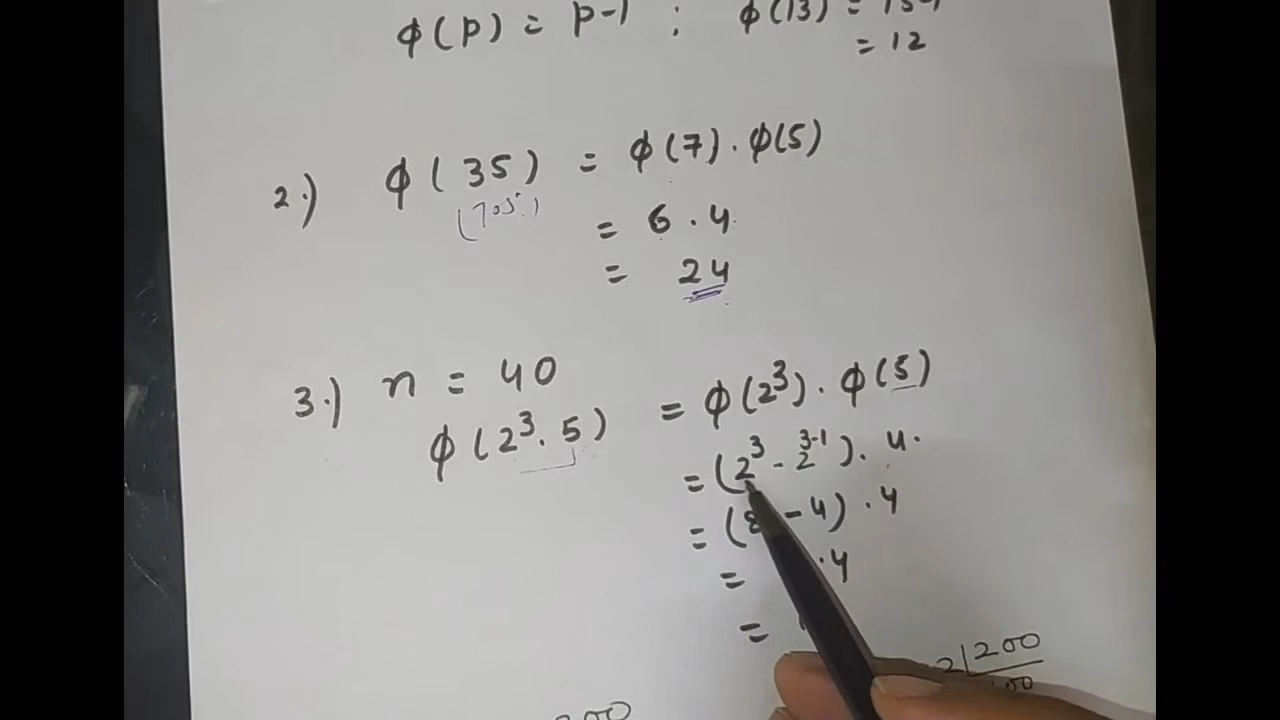 ϕ(p) = p-1 ; ϕ(13) = 13-1
= 12
2.) ϕ(35) = ϕ(7).ϕ(5)
= 6.4
= 24
3.) n = 40
ϕ(2³.5) = ϕ(2³).ϕ(5)
= (2³ - 2³⁻¹). 4.
= (8 - 4).4
= .4
=
2|200